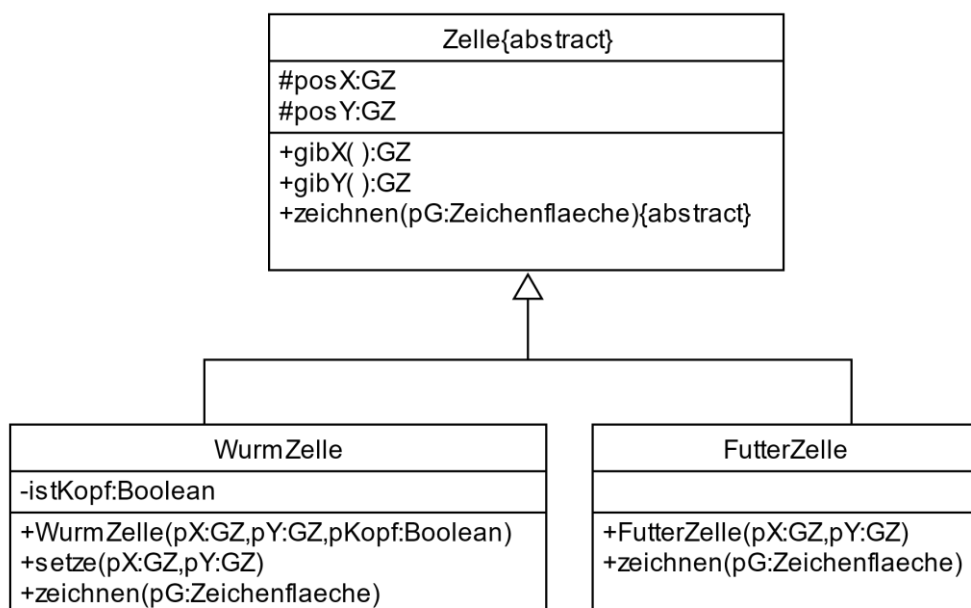 Zelle{abstract}
#posX:GZ
#posY:GZ
+gibX( ):GZ
+gibY( ):GZ
+zeichnen(pG:Zeichenflaeche){abstract}
WurmZelle
-istKopf:Boolean
+WurmZelle(pX:GZ,pY:GZ,pKopf:Boolean)
+setze(pX:GZ,pY:GZ)
+zeichnen(pG:Zeichenflaeche)
FutterZelle
+FutterZelle(pX:GZ,pY:GZ)
+zeichnen(pG:Zeichenflaeche)